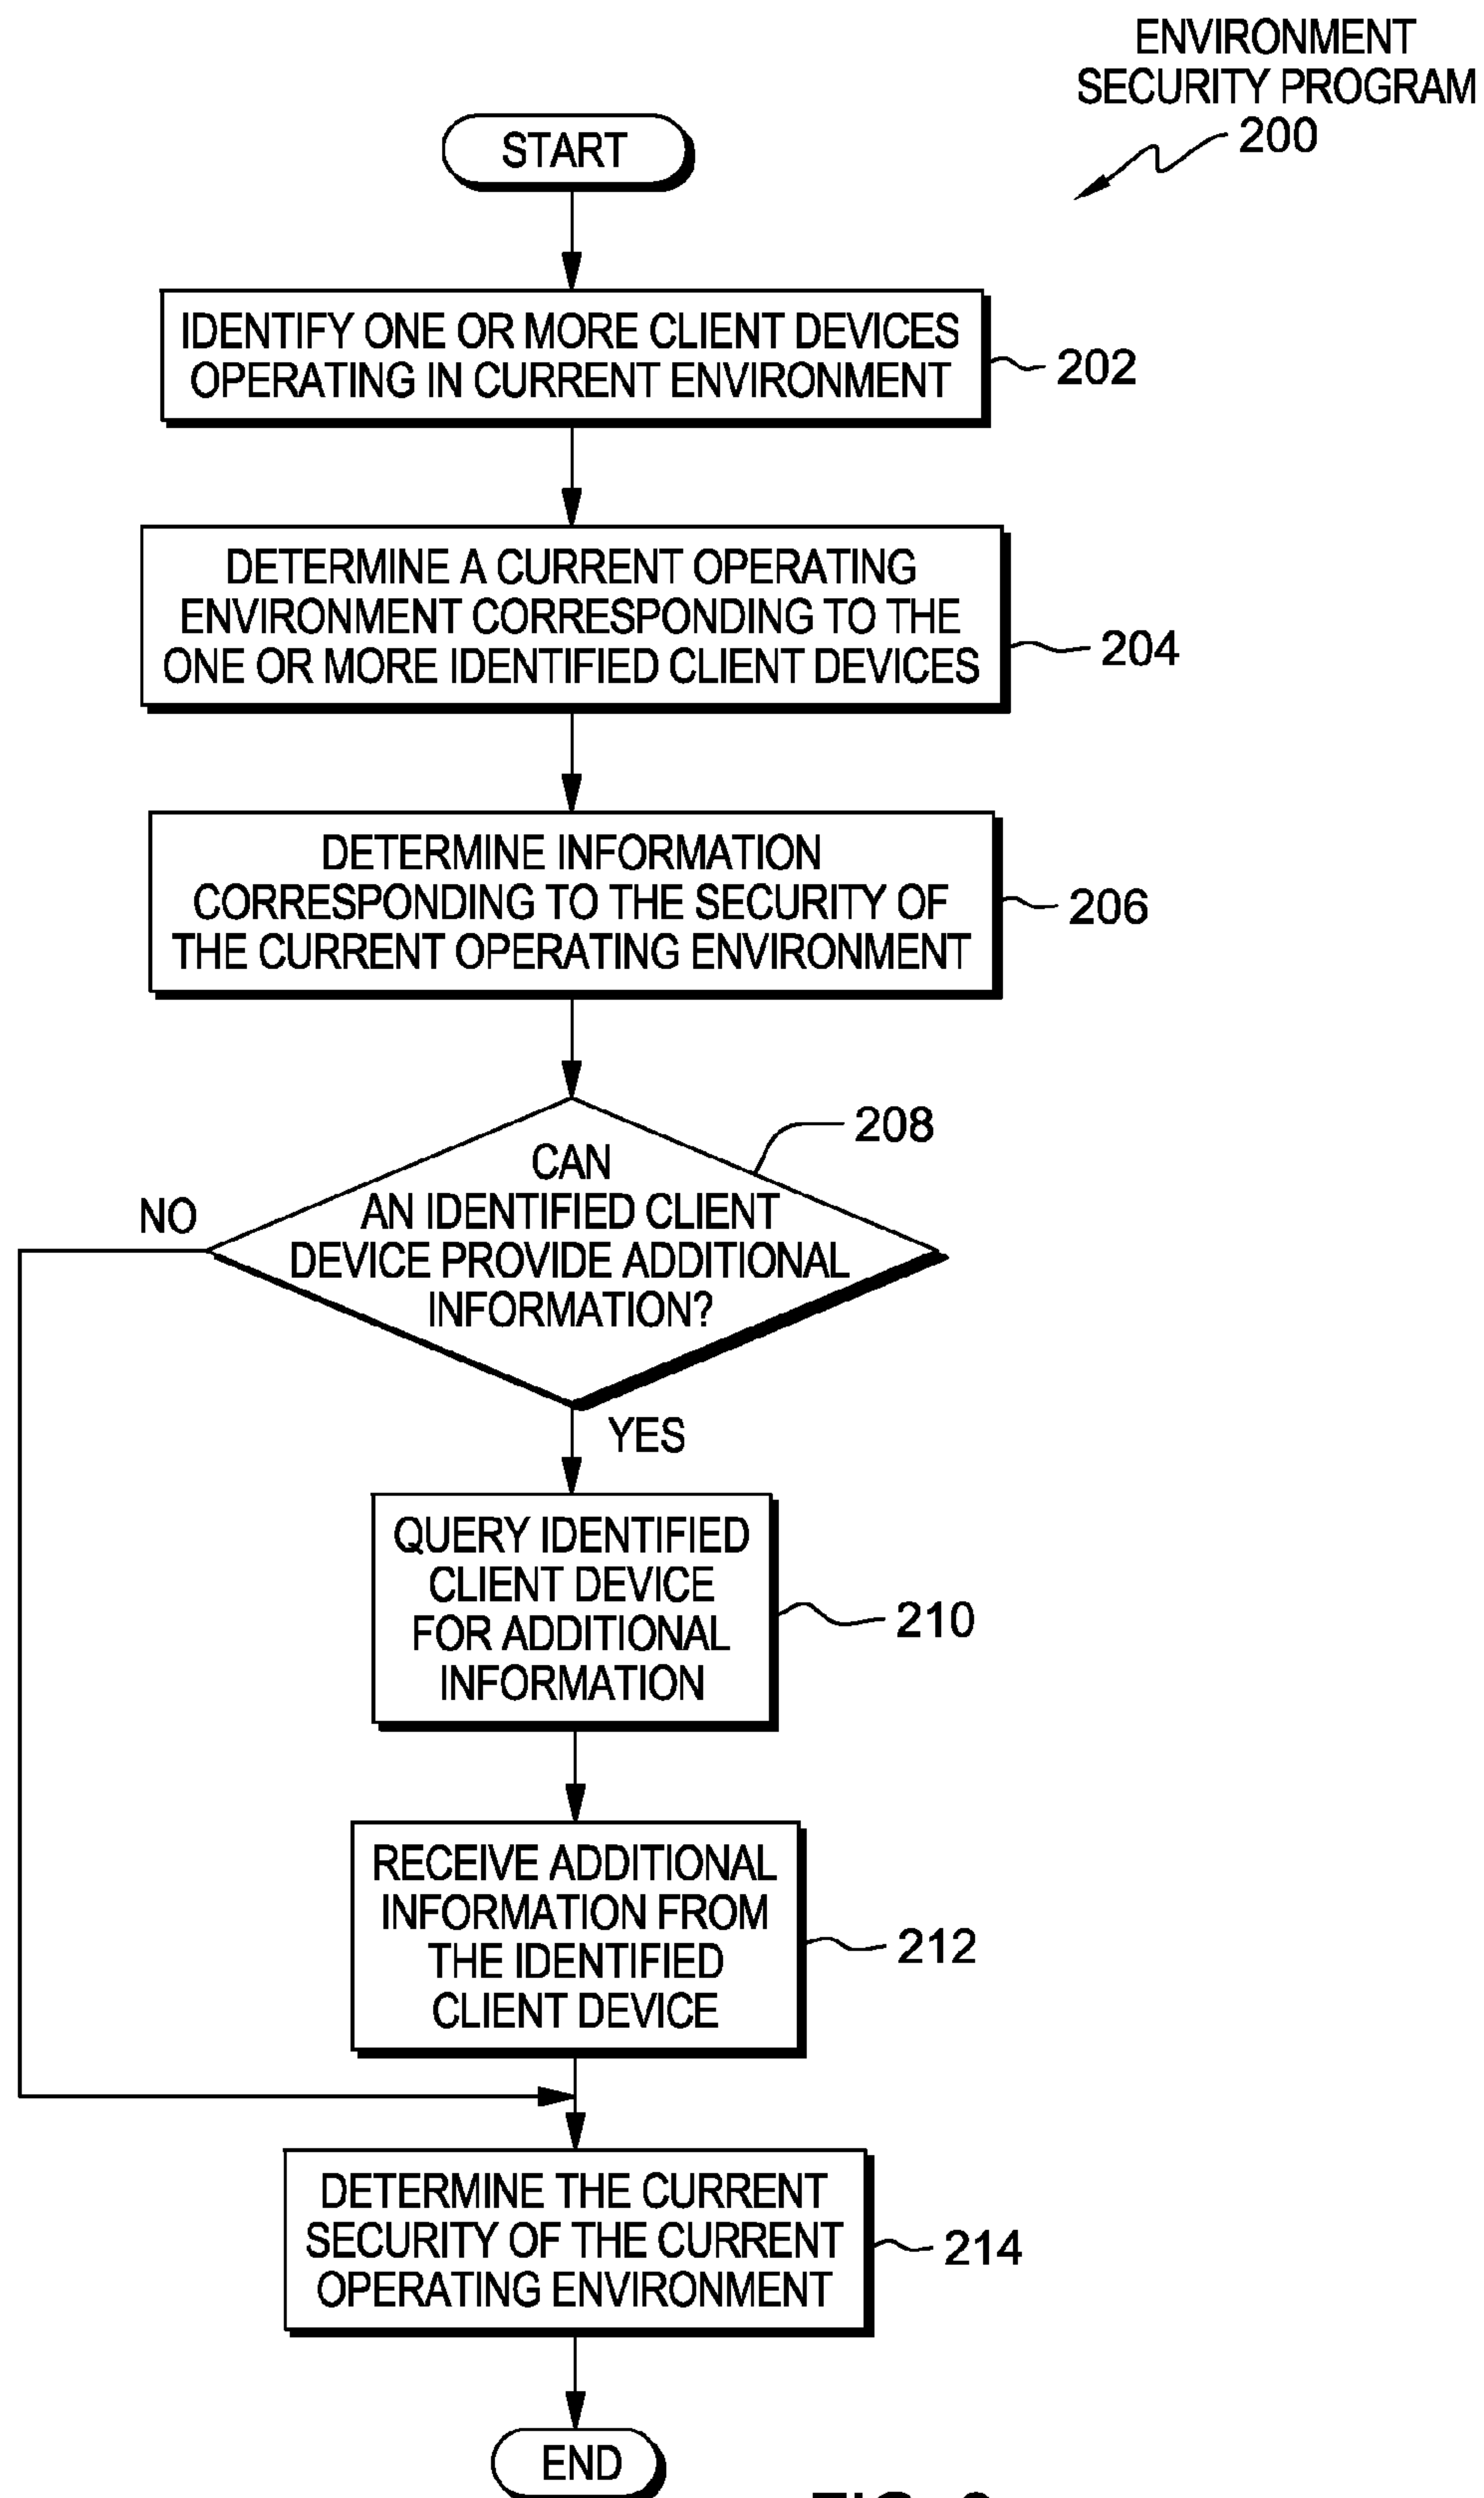 ENVIRONMENT
SECURITY PROGRAM
200
START
IDENTIFY ONE OR MORE CLIENT DEVICES
OPERATING IN CURRENT ENVIRONMENT
202
DETERMINE A CURRENT OPERATING
ENVIRONMENT CORRESPONDING TO THE
ONE OR MORE IDENTIFIED CLIENT DEVICES
204
DETERMINE INFORMATION
CORRESPONDING TO THE SECURITY OF
THE CURRENT OPERATING ENVIRONMENT
206
208
CAN
AN IDENTIFIED CLIENT
DEVICE PROVIDE ADDITIONAL
INFORMATION?
NO
YES
QUERY IDENTIFIED
CLIENT DEVICE
FOR ADDITIONAL
INFORMATION
210
RECEIVE ADDITIONAL
INFORMATION FROM
THE IDENTIFIED
CLIENT DEVICE
212
DETERMINE THE CURRENT
SECURITY OF THE CURRENT
OPERATING ENVIRONMENT
214
END